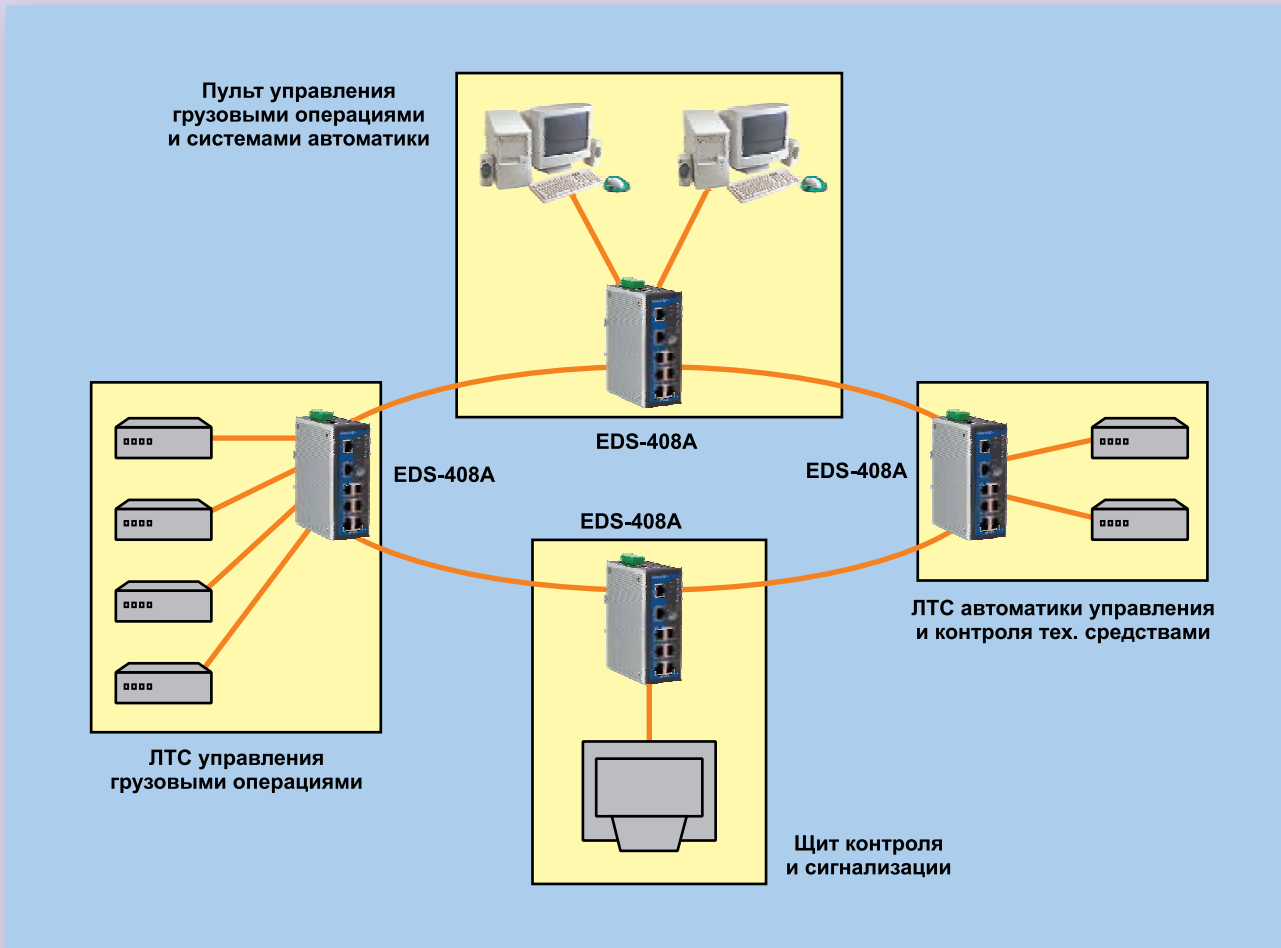 Пульт управления
грузовыми операциями
и системами автоматики
EDS-408A
EDS-408A
EDS-408A
EDS-408A
ЛТС автоматики управления
и контроля тех. средствами
ЛТС управления
грузовыми операциями
Щит контроля
и сигнализации